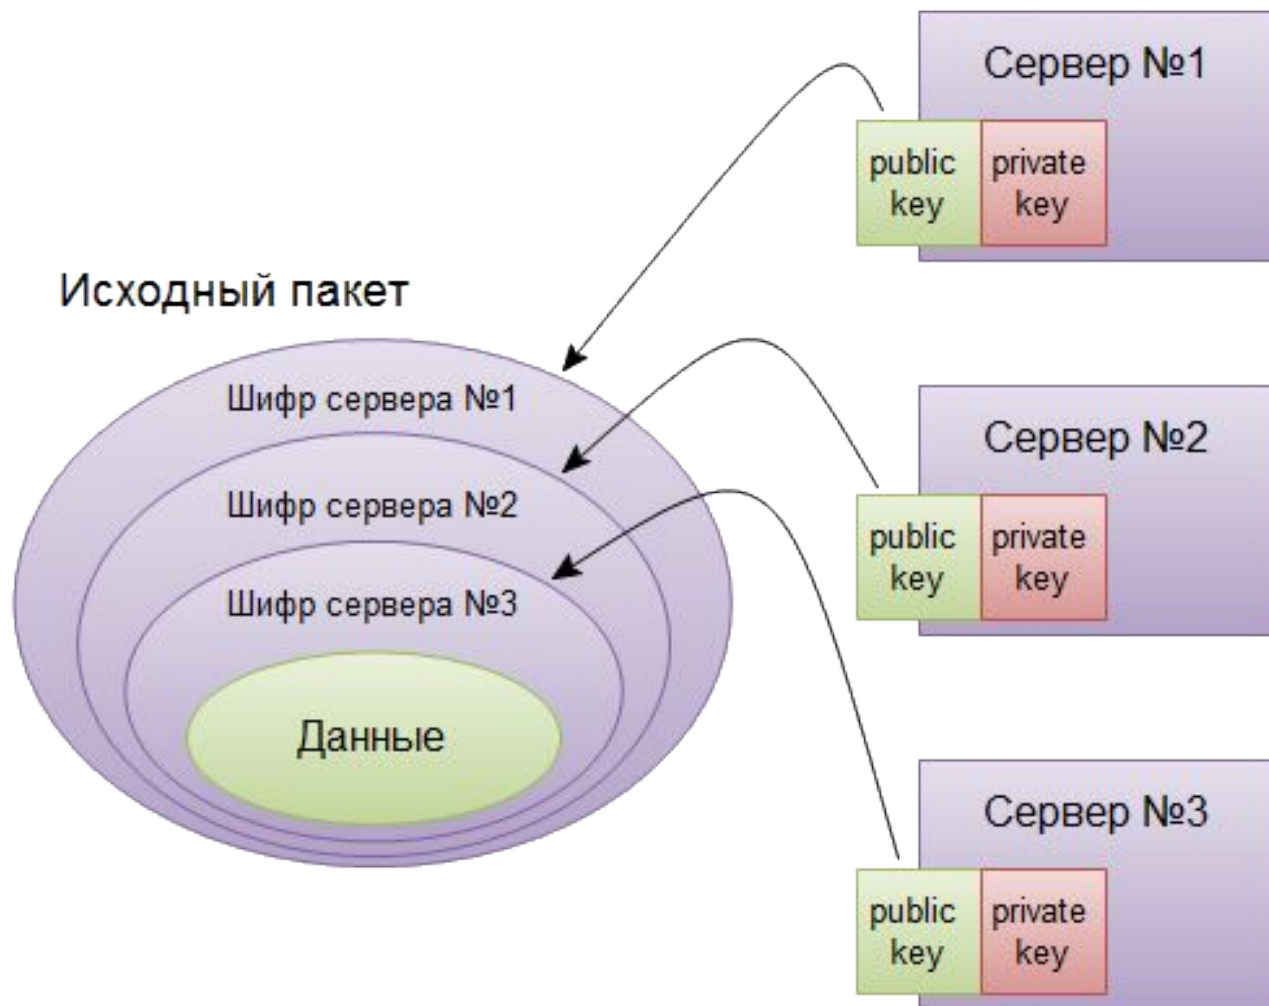 Сервер №1
public private
key key
Исходный пакет
Шифр сервера №1
Шифр сервера №2
Шифр сервера №3
Данные
Сервер №2
public private
key key
Сервер №3
public private
key key